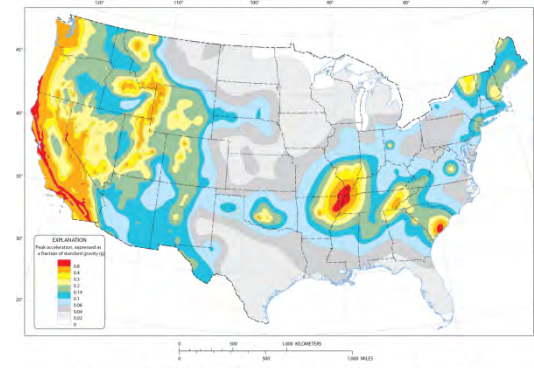 120° 110° 100° 90° 80° 70°
45°
40°
35°
30°
EXPLANATION
Peak acceleration, expressed as
a fraction of standard gravity (g)
0.8
0.4
0.3
0.2
0.14
0.1
0.06
0.04
0.02
0
0 500 1,000 KILOMETERS
0 500 1,000 MILES